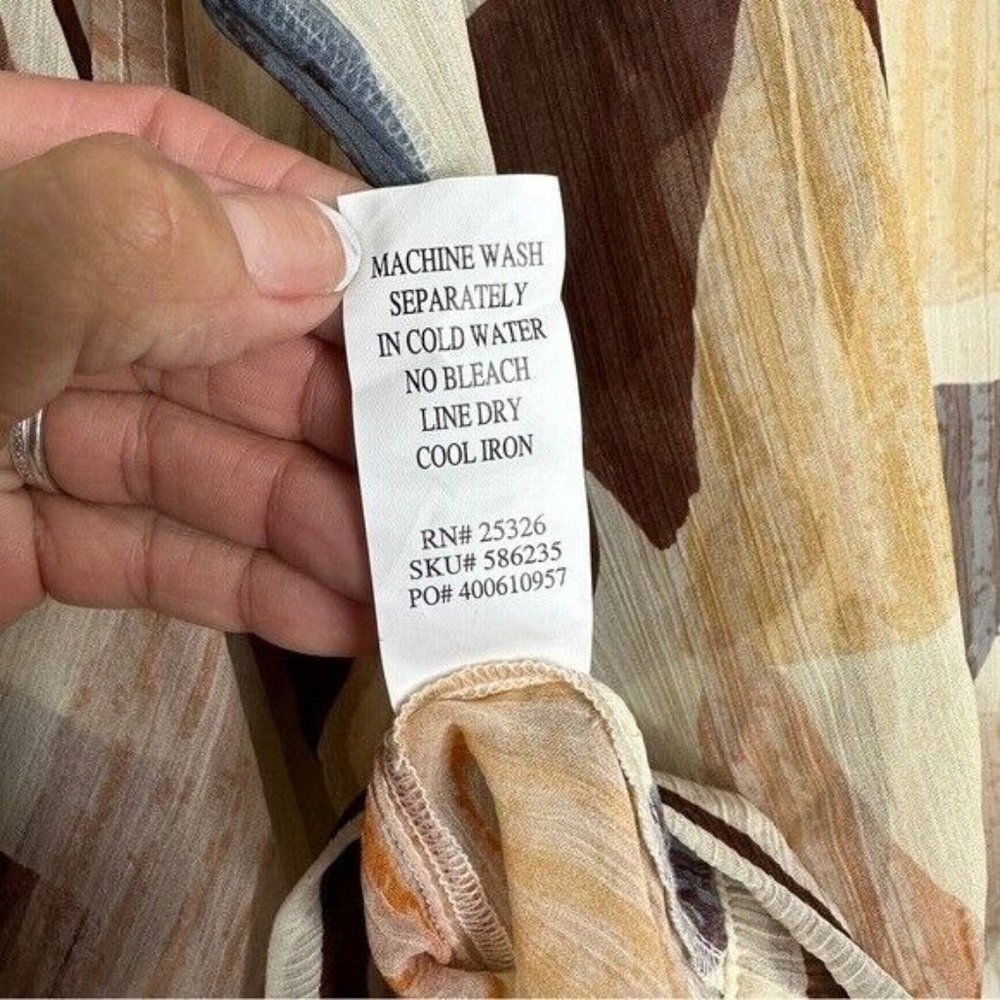 MACHINE WASH
SEPARATELY
IN COLD WATER
NO BLEACH
LINE DRY
COOL IRON
RN# 25326
SKU# 586235
PO# 400610957